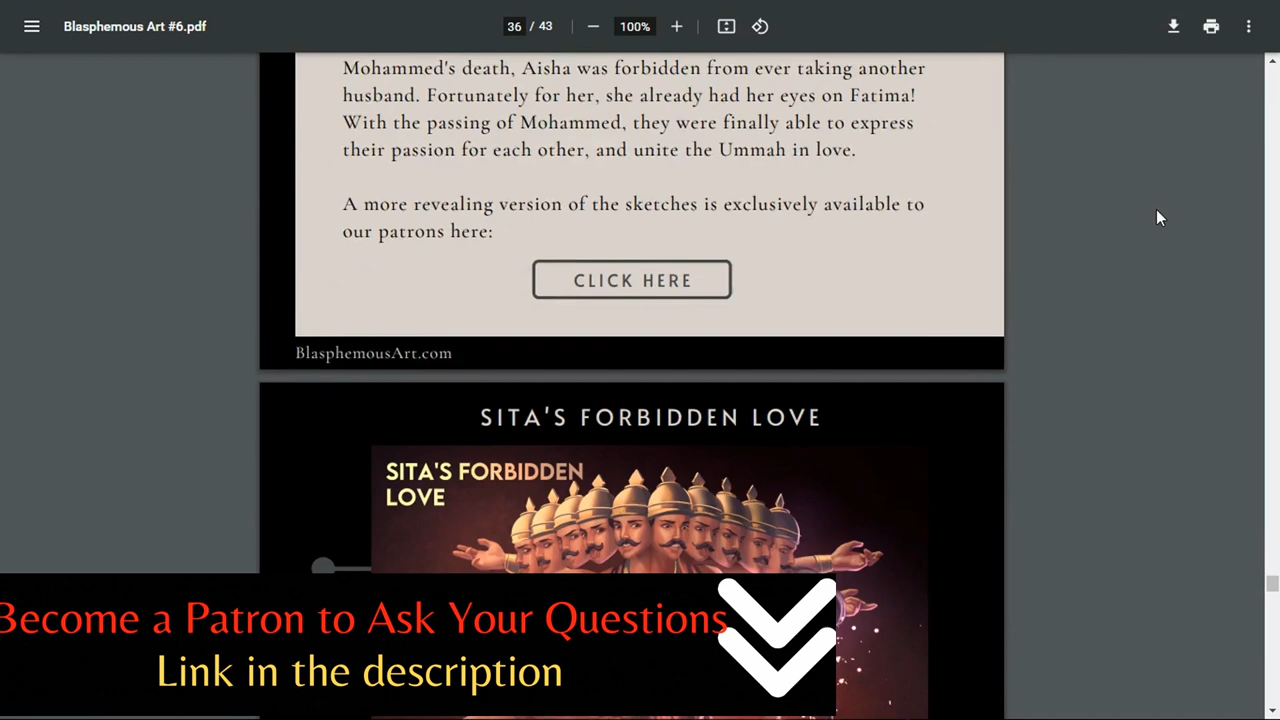 Blasphemous Art #6.pdf
36 / 43
100%
Mohammed's death, Aisha was forbidden from ever taking another
husband. Fortunately for her, she already had her eyes on Fatima!
With the passing of Mohammed, they were finally able to express
their passion for each other, and unite the Ummah in love.
A more revealing version of the sketches is exclusively available to
our patrons here:
CLICK HERE
BlasphemousArt.com
SITA'S FORBIDDEN LOVE
SITA'S FORBIDDEN
LOVE
Become a Patron to Ask Your Questions
Link in the description